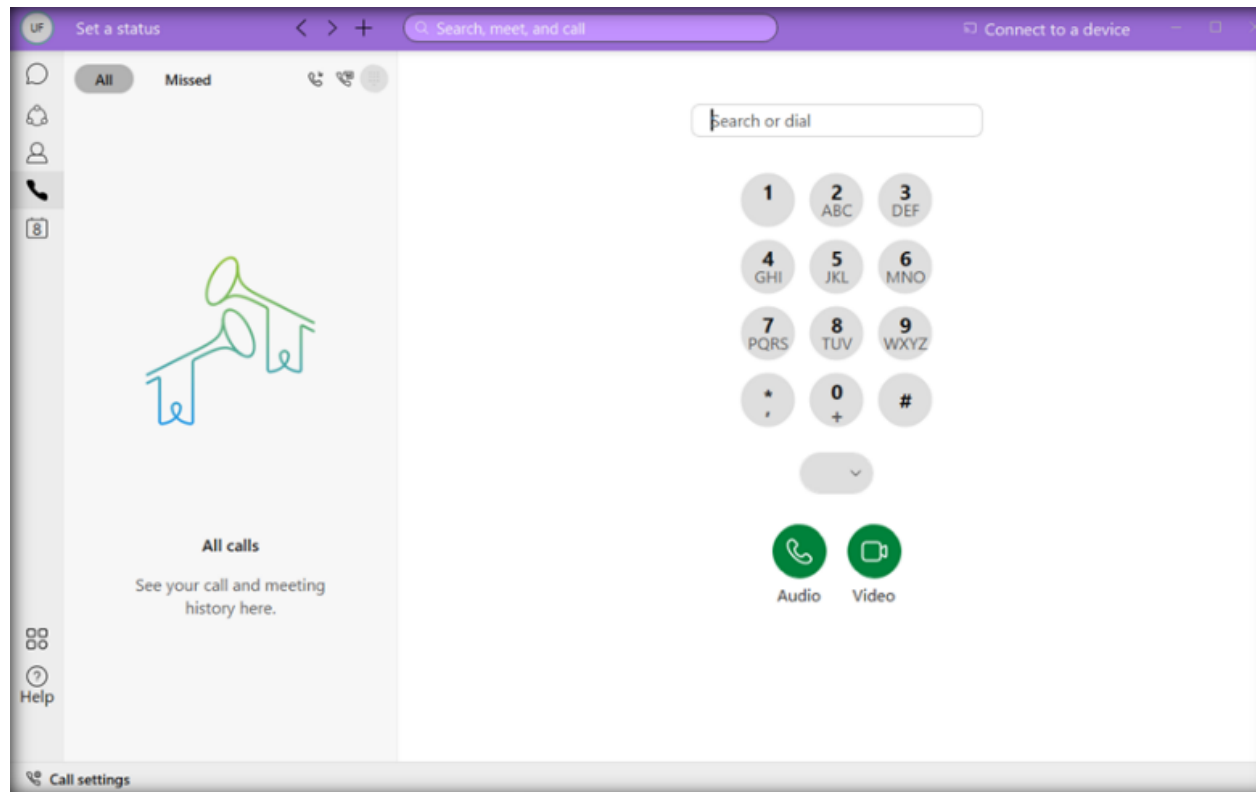 UF Set a status Search, meet, and call Connect to a device
All Missed
Search or dial
1 2 3
ABC DEF
4 5 6
GHI JKL MNO
7 8 9
PQRS TUV WXYZ
* 0 #
, +
8
All calls
See your call and meeting
history here.
Audio Video
Help
Call settings